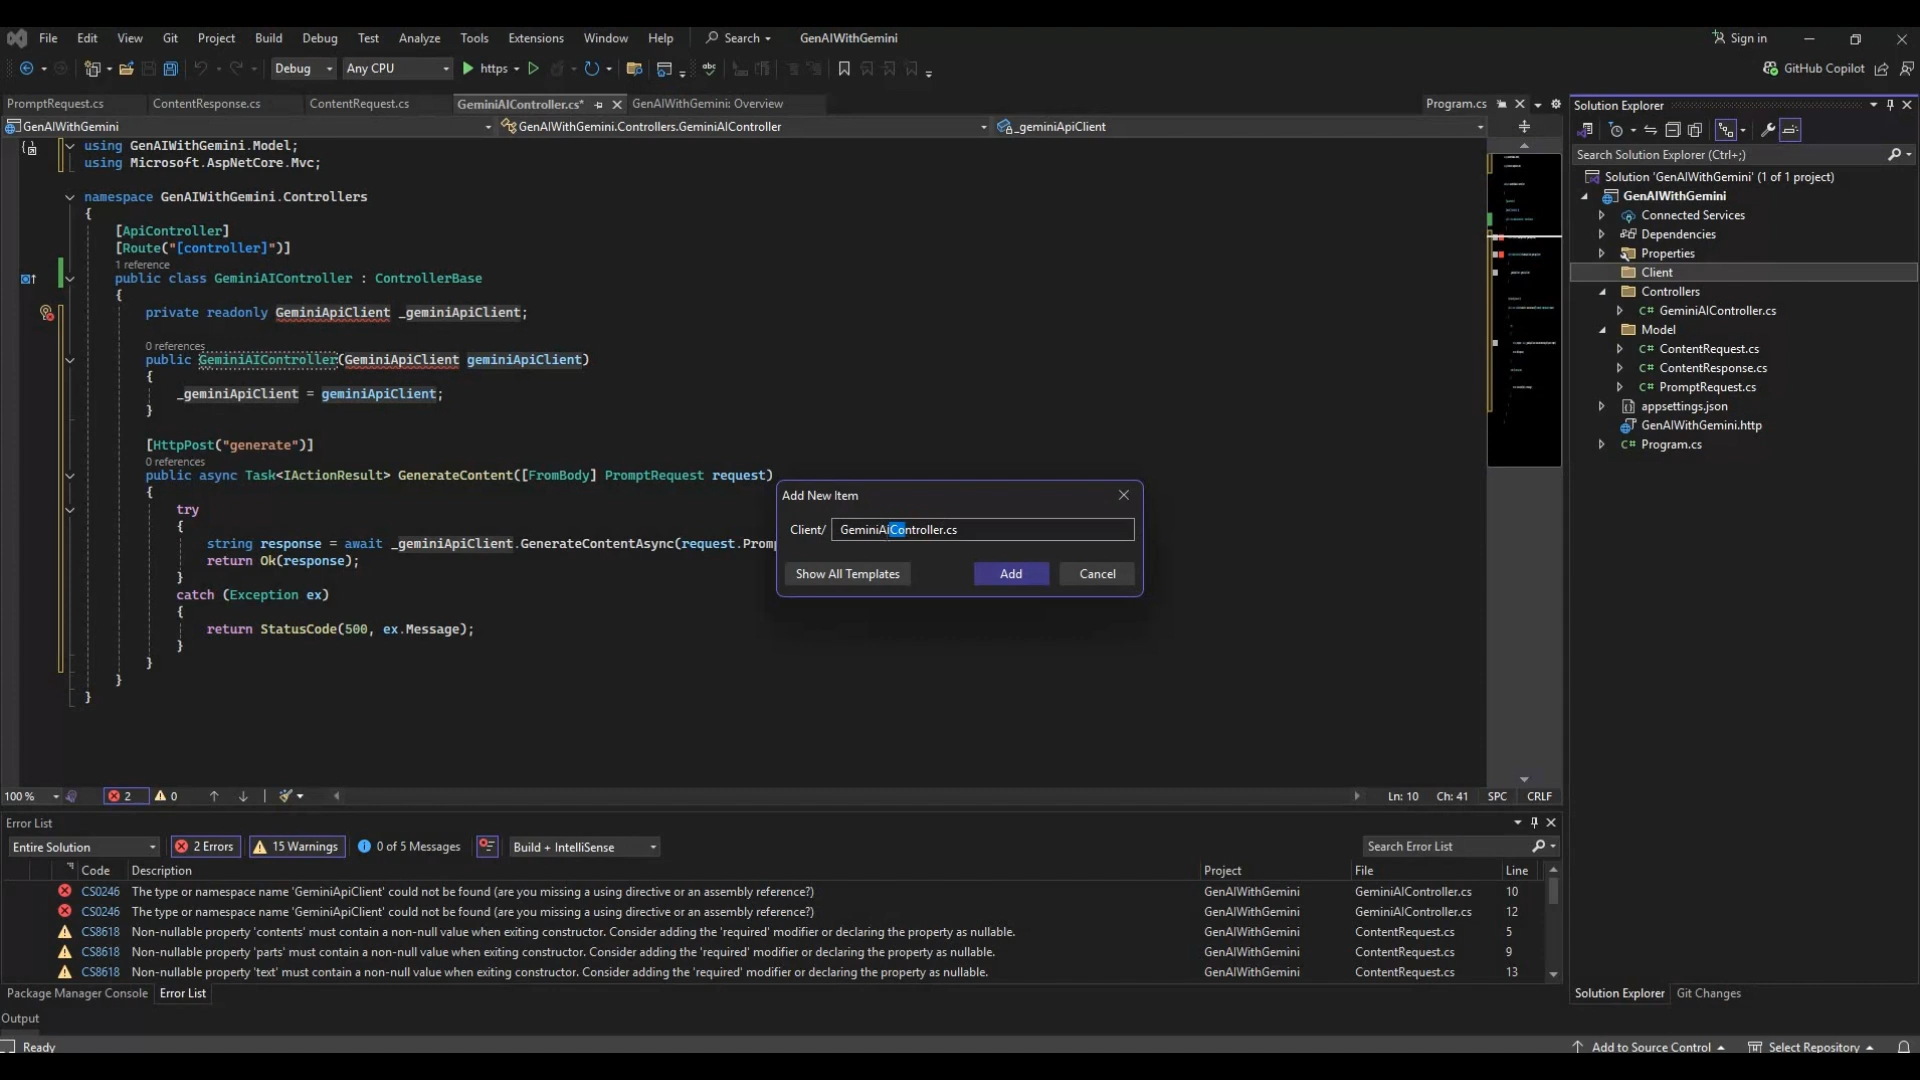 File Edit View Git Project Build Debug Test Analyze Tools Extensions Window Help Search GenAIWithGemini Sign in
Debug Any CPU https GitHub Copilot
PromptRequest.cs ContentResponse.cs ContentRequest.cs GeminiAIController.cs* GenAIWithGemini: Overview Program.cs
GenAIWithGemini GenAIWithGemini.Controllers.GeminiAIController _geminiApiClient
using GenAIWithGemini.Model;
using Microsoft.AspNetCore.Mvc;
namespace GenAIWithGemini.Controllers
{
[ApiController]
[Route("[controller]")]
1 reference
public class GeminiAIController : ControllerBase
{
private readonly GeminiApiClient _geminiApiClient;
0 references
public GeminiAIController(GeminiApiClient geminiApiClient)
{
_geminiApiClient = geminiApiClient;
}
[HttpPost("generate")]
0 references
public async Task<IActionResult> GenerateContent([FromBody] PromptRequest request)
{
try
{
string response = await _geminiApiClient.GenerateContentAsync(request.Promp
return Ok(response);
}
catch (Exception ex)
{
return StatusCode(500, ex.Message);
}
}
}
}
Add New Item
Client/ GeminiAiController.cs
Show All Templates Add Cancel
100 % 2 0 Ln: 10 Ch: 41 SPC CRLF
Error List
Entire Solution 2 Errors 15 Warnings 0 of 5 Messages Build + IntelliSense Search Error List
Code Description Project File Line
CS0246 The type or namespace name 'GeminiApiClient' could not be found (are you missing a using directive or an assembly reference?) GenAIWithGemini GeminiAIController.cs 10
CS0246 The type or namespace name 'GeminiApiClient' could not be found (are you missing a using directive or an assembly reference?) GenAIWithGemini GeminiAIController.cs 12
CS8618 Non-nullable property 'contents' must contain a non-null value when exiting constructor. Consider adding the 'required' modifier or declaring the property as nullable. GenAIWithGemini ContentRequest.cs 5
CS8618 Non-nullable property 'parts' must contain a non-null value when exiting constructor. Consider adding the 'required' modifier or declaring the property as nullable. GenAIWithGemini ContentRequest.cs 9
CS8618 Non-nullable property 'text' must contain a non-null value when exiting constructor. Consider adding the 'required' modifier or declaring the property as nullable. GenAIWithGemini ContentRequest.cs 13
Package Manager Console Error List
Output
Ready
Solution Explorer
Search Solution Explorer (Ctrl+;)
Solution 'GenAIWithGemini' (1 of 1 project)
GenAIWithGemini
Connected Services
Dependencies
Properties
Client
Controllers
C# GeminiAIController.cs
Model
C# ContentRequest.cs
C# ContentResponse.cs
C# PromptRequest.cs
appsettings.json
GenAIWithGemini.http
C# Program.cs
Solution Explorer Git Changes
Add to Source Control Select Repository